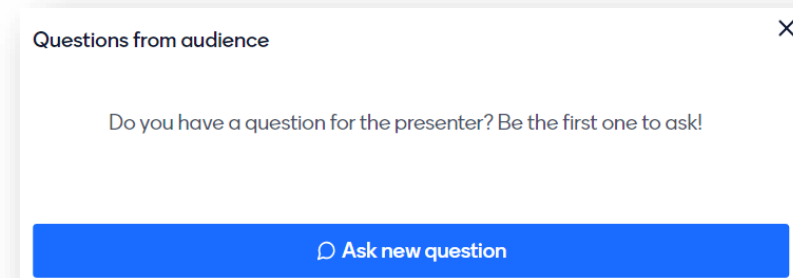 Questions from audience
Do you have a question for the presenter? Be the first one to ask!
Ask new question